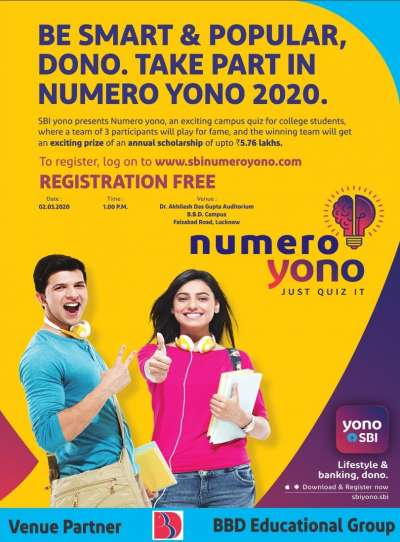 BE SMART & POPULAR,
DONO. TAKE PART IN
NUMERO YONO 2020.
SBI yono presents Numero yono, an exciting campus quiz for college students,
where a team of 3 participants will play for fame, and the winning team will get
an exciting prize of an annual scholarship of upto ₹5.76 lakhs.
To register, log on to www.sbinumeroyono.com
REGISTRATION FREE
Date : Time : Venue :
02.03.2020 1.00 P.M. Dr. Akhilesh Das Gupta Auditorium
B.B.D. Campus
Faizabad Road, Lucknow
numero
yono
JUST QUIZ IT
yono
SBI
Lifestyle &
banking, dono.
Download & Register now
sbiyono.sbi
Venue Partner B BBD Educational Group